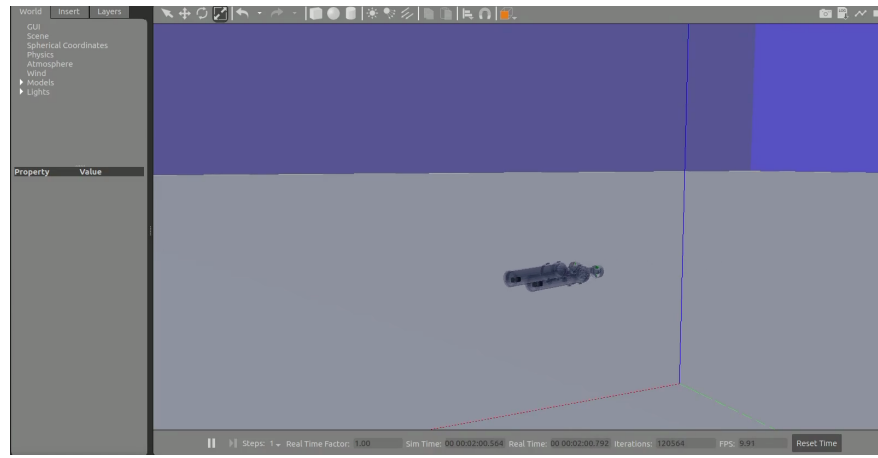 World Insert Layers
GUI
Scene
Spherical Coordinates
Physics
Atmosphere
Wind
Models
Lights
Property Value
Steps: 1 Real Time Factor: 1.00 Sim Time: 00 00:02:00.564 Real Time: 00 00:02:00.792 Iterations: 120564 FPS: 9.91 Reset Time